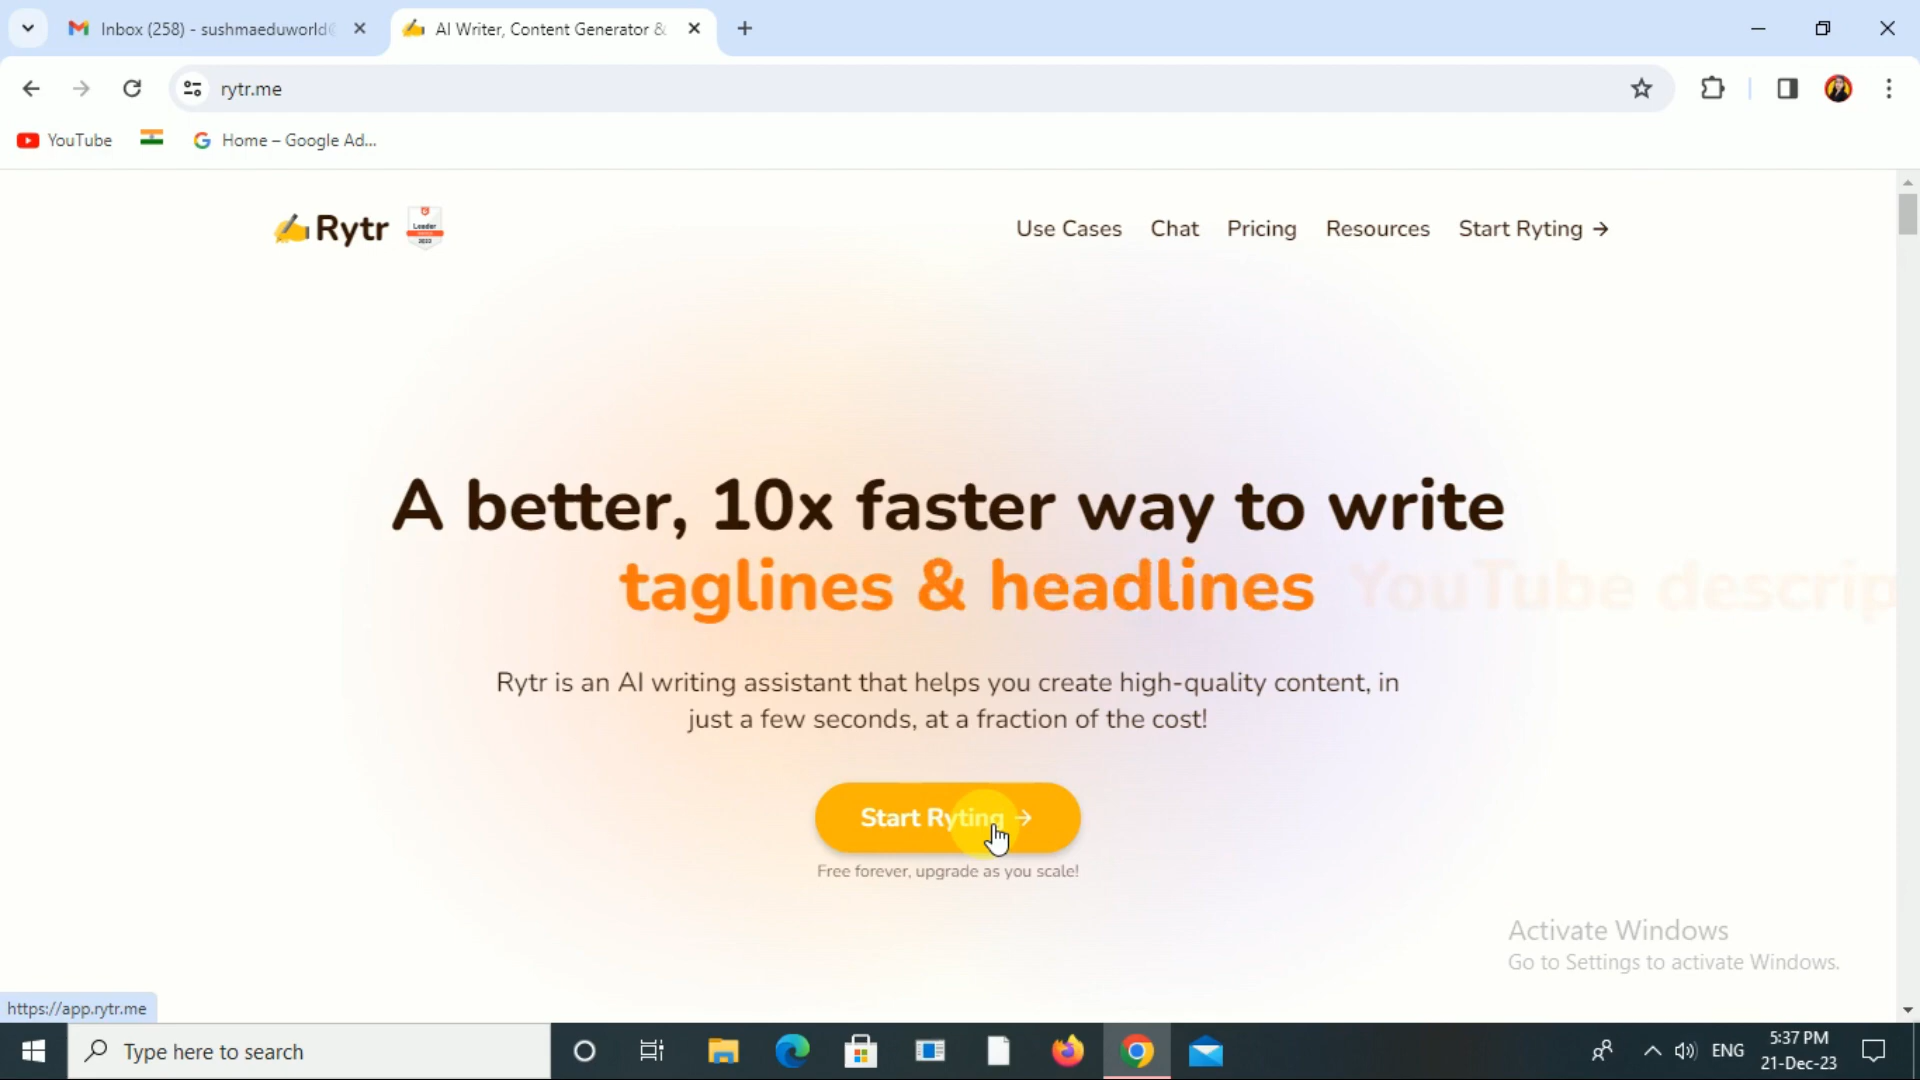 Inbox (258) - sushmaeduworld
AI Writer, Content Generator &
rytr.me
YouTube
Home – Google Ad...
Rytr
Leader
2023
Use Cases
Chat
Pricing
Resources
Start Ryting →
A better, 10x faster way to write
taglines & headlines
YouTube descrip
Rytr is an AI writing assistant that helps you create high-quality content, in
just a few seconds, at a fraction of the cost!
Start Ryting →
Free forever, upgrade as you scale!
Activate Windows
Go to Settings to activate Windows.
https://app.rytr.me
Type here to search
ENG
5:37 PM
21-Dec-23